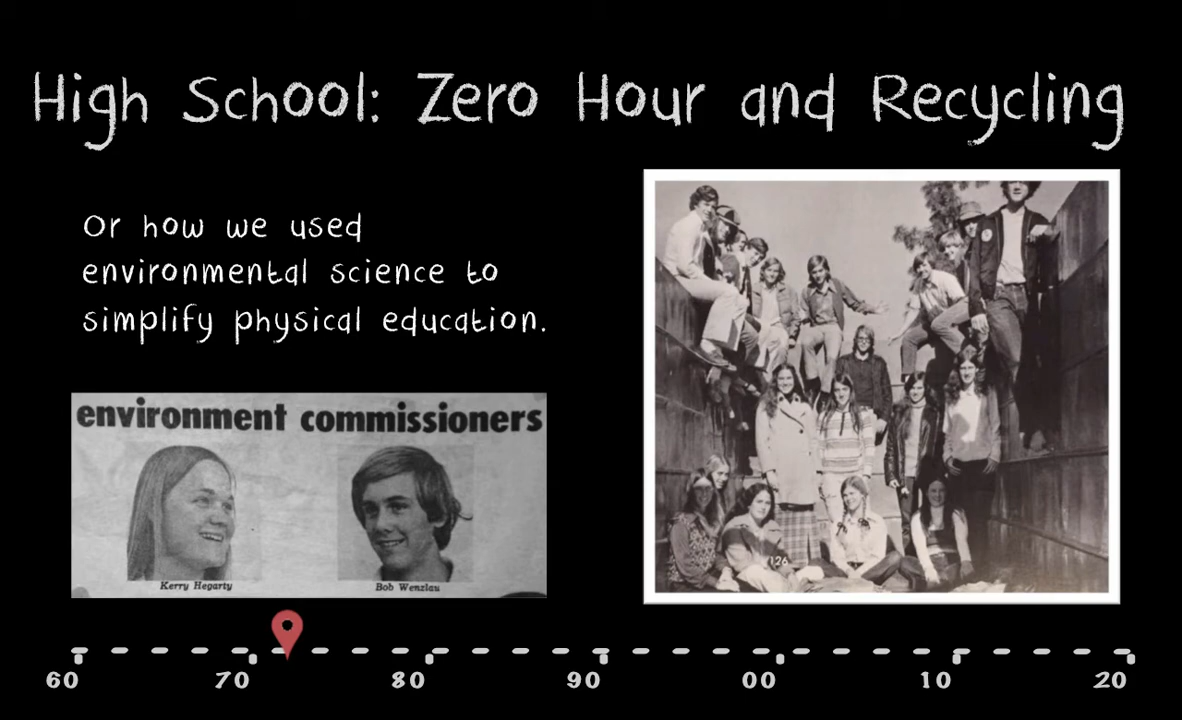 High School: Zero Hour and Recycling
Or how we used
environmental science to
simplify physical education.
environment commissioners
Kerry Hegarty
Bob Wenzlau
126
60 70 80 90 00 10 20